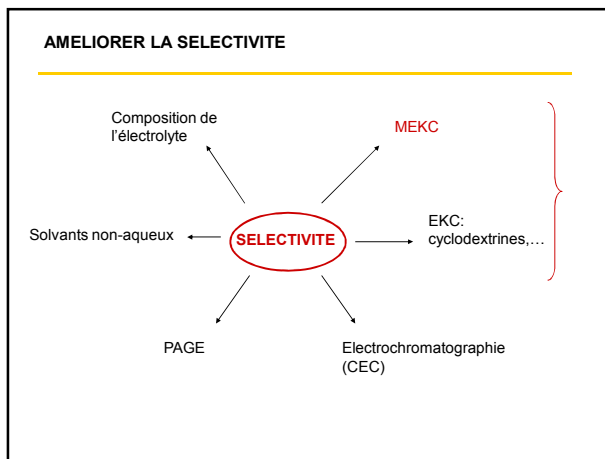 AMELIORER LA SELECTIVITE
Composition de
l'électrolyte
MEKC
Solvants non-aqueux
SELECTIVITE
EKC:
cyclodextrines,...
PAGE
Electrochromatographie
(CEC)